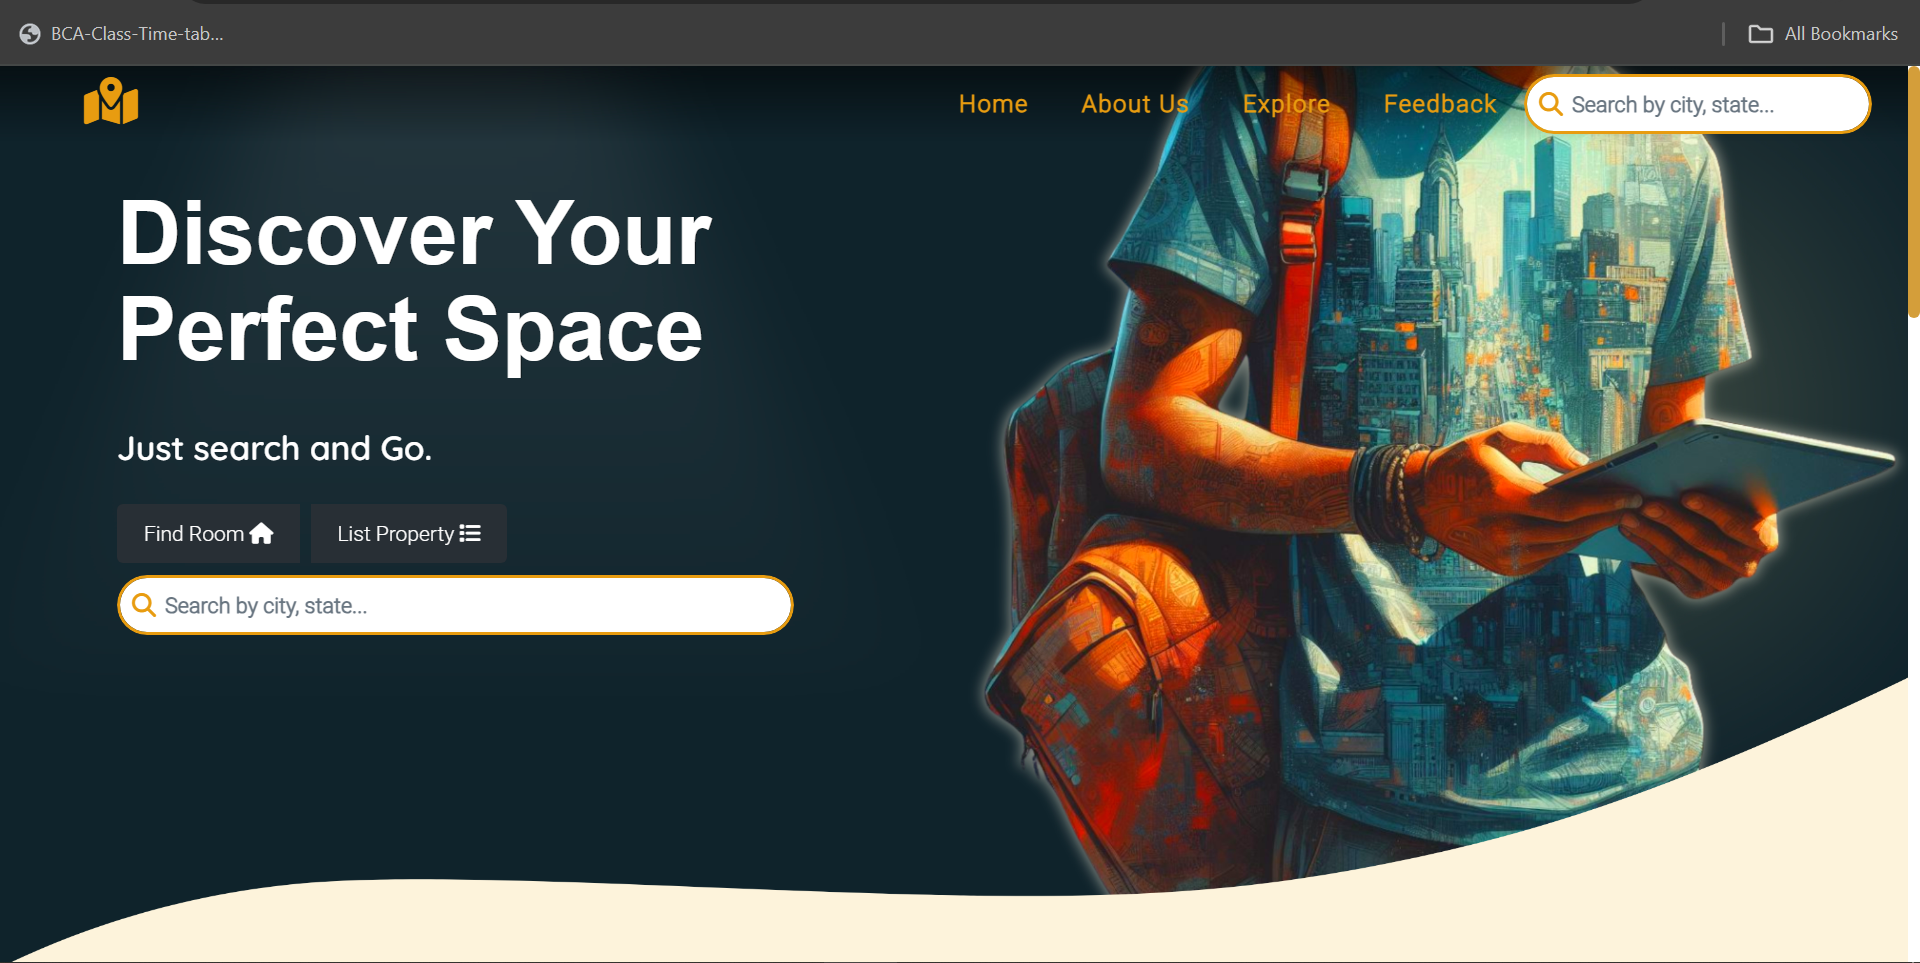 BCA-Class-Time-tab...
All Bookmarks
Home
About Us
Explore
Feedback
Search by city, state...
Discover Your
Perfect Space
Just search and Go.
Find Room
List Property
Search by city, state...